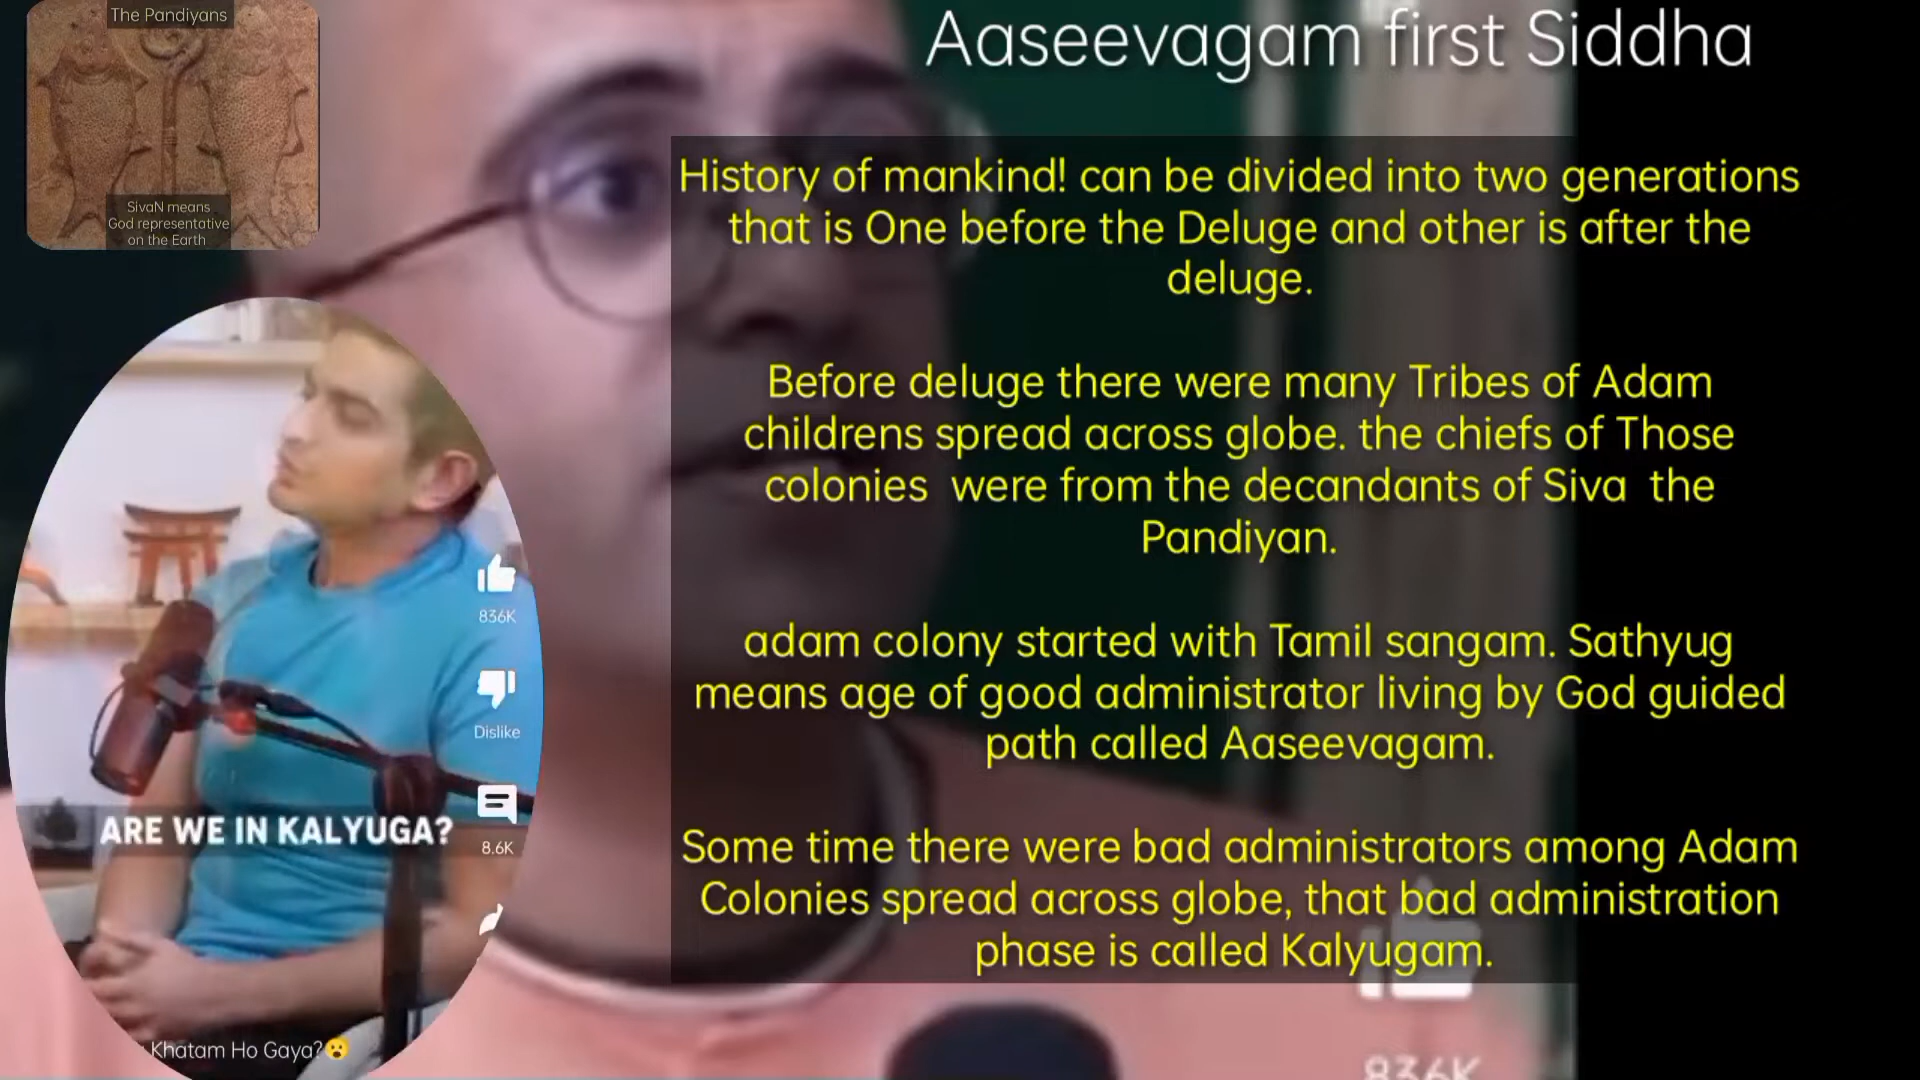 The Pandiyans
SivaN means
God representative
on the Earth
Aaseevagam first Siddha
History of mankind! can be divided into two generations
that is One before the Deluge and other is after the
deluge.
Before deluge there were many Tribes of Adam
childrens spread across globe. the chiefs of Those
colonies were from the decandants of Siva the
Pandiyan.
adam colony started with Tamil sangam. Sathyug
means age of good administrator living by God guided
path called Aaseevagam.
Some time there were bad administrators among Adam
Colonies spread across globe, that bad administration
phase is called Kalyugam.
836K
Dislike
ARE WE IN KALYUGA?
8.6K
Khatam Ho Gaya?😮
836K